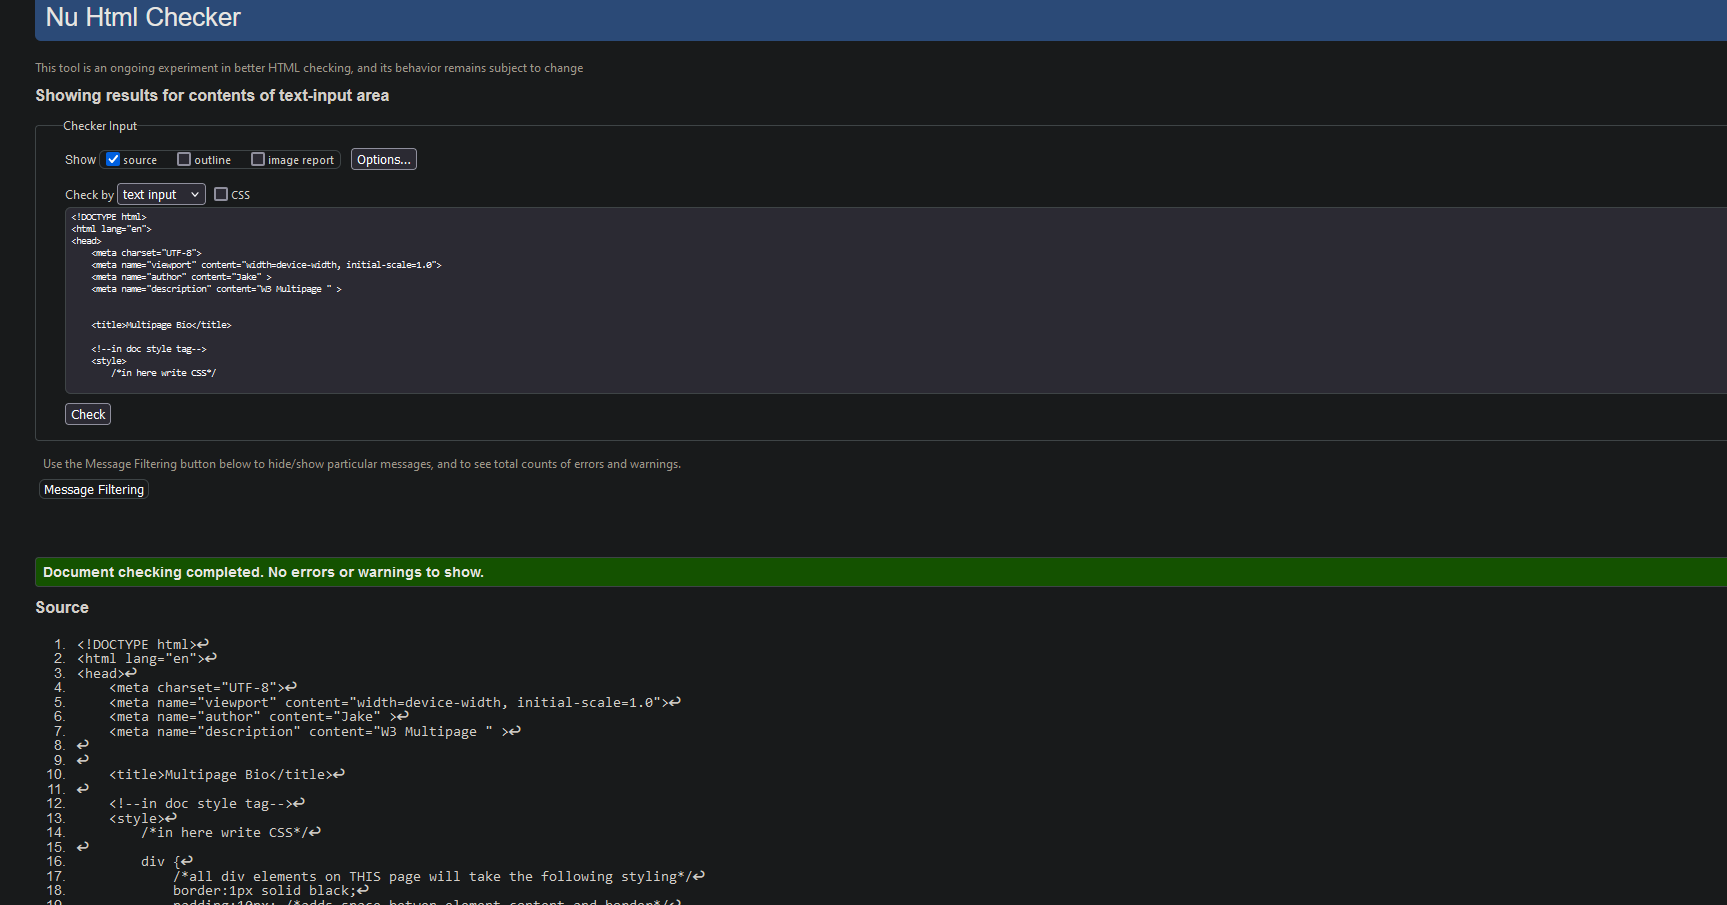 Nu Html Checker
This tool is an ongoing experiment in better HTML checking, and its behavior remains subject to change
Showing results for contents of text-input area
Checker Input
Show source outline image report Options...
Check by text input CSS
<!DOCTYPE html>
<html lang="en">
<head>
    <meta charset="UTF-8">
    <meta name="viewport" content="width=device-width, initial-scale=1.0">
    <meta name="author" content="Jake" >
    <meta name="description" content="W3 Multipage " >
    <title>Multipage Bio</title>
    <!--in doc style tag-->
    <style>
        /*in here write CSS*/
Check
Use the Message Filtering button below to hide/show particular messages, and to see total counts of errors and warnings.
Message Filtering
Document checking completed. No errors or warnings to show.
Source
1. <!DOCTYPE html>↩
2. <html lang="en">↩
3. <head>↩
4.     <meta charset="UTF-8">↩
5.     <meta name="viewport" content="width=device-width, initial-scale=1.0">↩
6.     <meta name="author" content="Jake" >↩
7.     <meta name="description" content="W3 Multipage " >↩
8. ↩
9. ↩
10.     <title>Multipage Bio</title>↩
11. ↩
12.     <!--in doc style tag-->↩
13.     <style>↩
14.         /*in here write CSS*/↩
15. ↩
16.         div {↩
17.             /*all div elements on THIS page will take the following styling*/↩
18.             border:1px solid black;↩
19.             padding:10px; /*adds space betwen element content and border*/↩